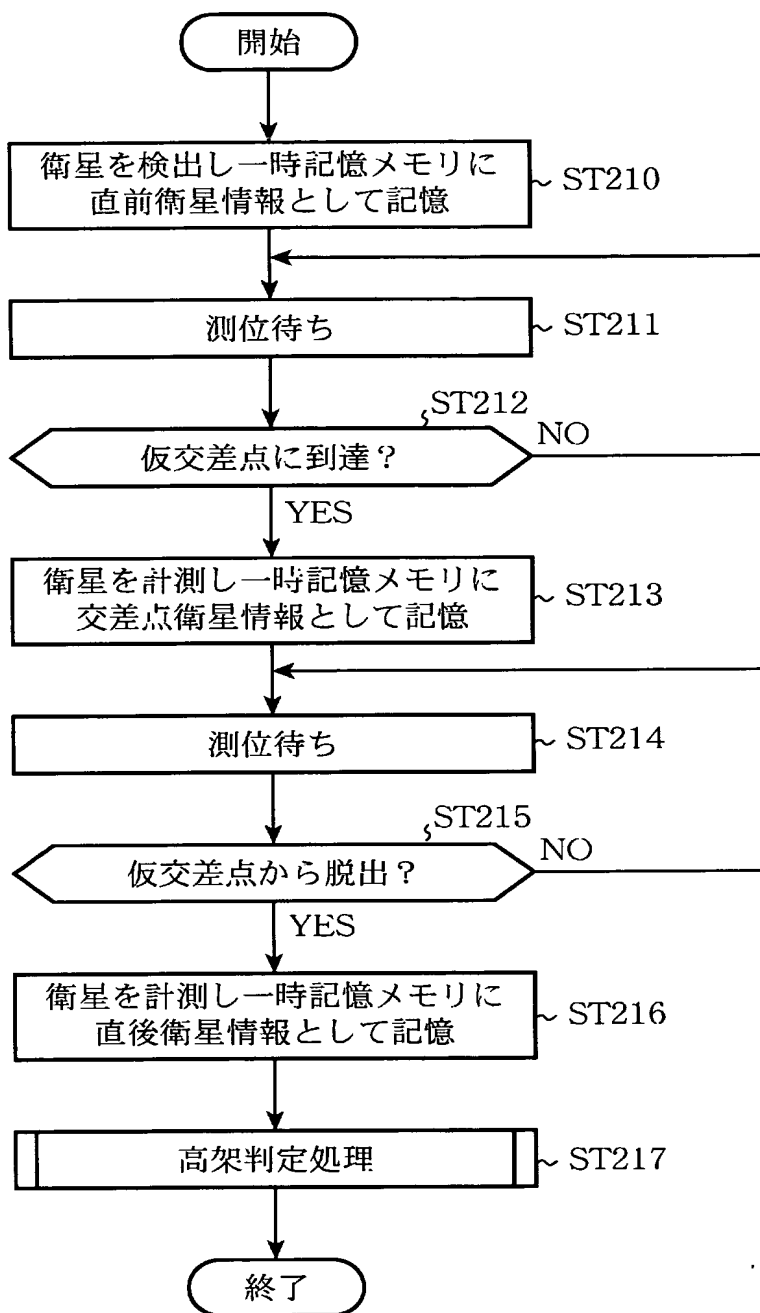 開始
衛星を検出し一時記憶メモリに
直前衛星情報として記憶
ST210
測位待ち
ST211
ST212
仮交差点に到達？
NO
YES
衛星を計測し一時記憶メモリに
交差点衛星情報として記憶
ST213
測位待ち
ST214
ST215
仮交差点から脱出？
NO
YES
衛星を計測し一時記憶メモリに
直後衛星情報として記憶
ST216
高架判定処理
ST217
終了